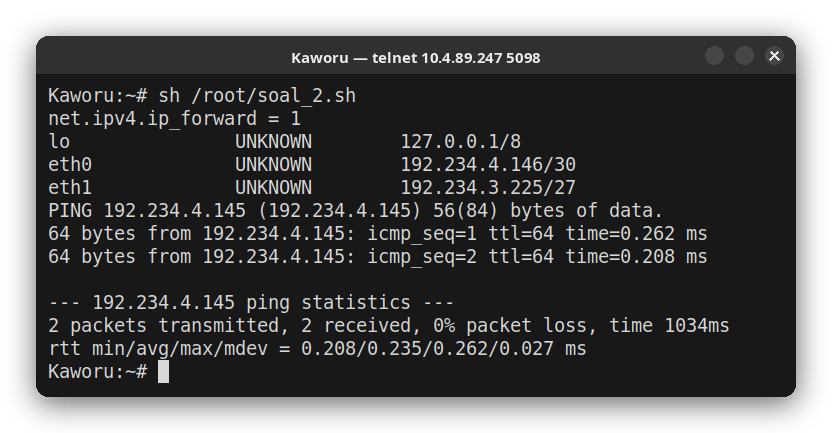 Kaworu — telnet 10.4.89.247 5098
Kaworu:~# sh /root/soal_2.sh
net.ipv4.ip_forward = 1
lo               UNKNOWN        127.0.0.1/8
eth0             UNKNOWN        192.234.4.146/30
eth1             UNKNOWN        192.234.3.225/27
PING 192.234.4.145 (192.234.4.145) 56(84) bytes of data.
64 bytes from 192.234.4.145: icmp_seq=1 ttl=64 time=0.262 ms
64 bytes from 192.234.4.145: icmp_seq=2 ttl=64 time=0.208 ms

--- 192.234.4.145 ping statistics ---
2 packets transmitted, 2 received, 0% packet loss, time 1034ms
rtt min/avg/max/mdev = 0.208/0.235/0.262/0.027 ms
Kaworu:~#